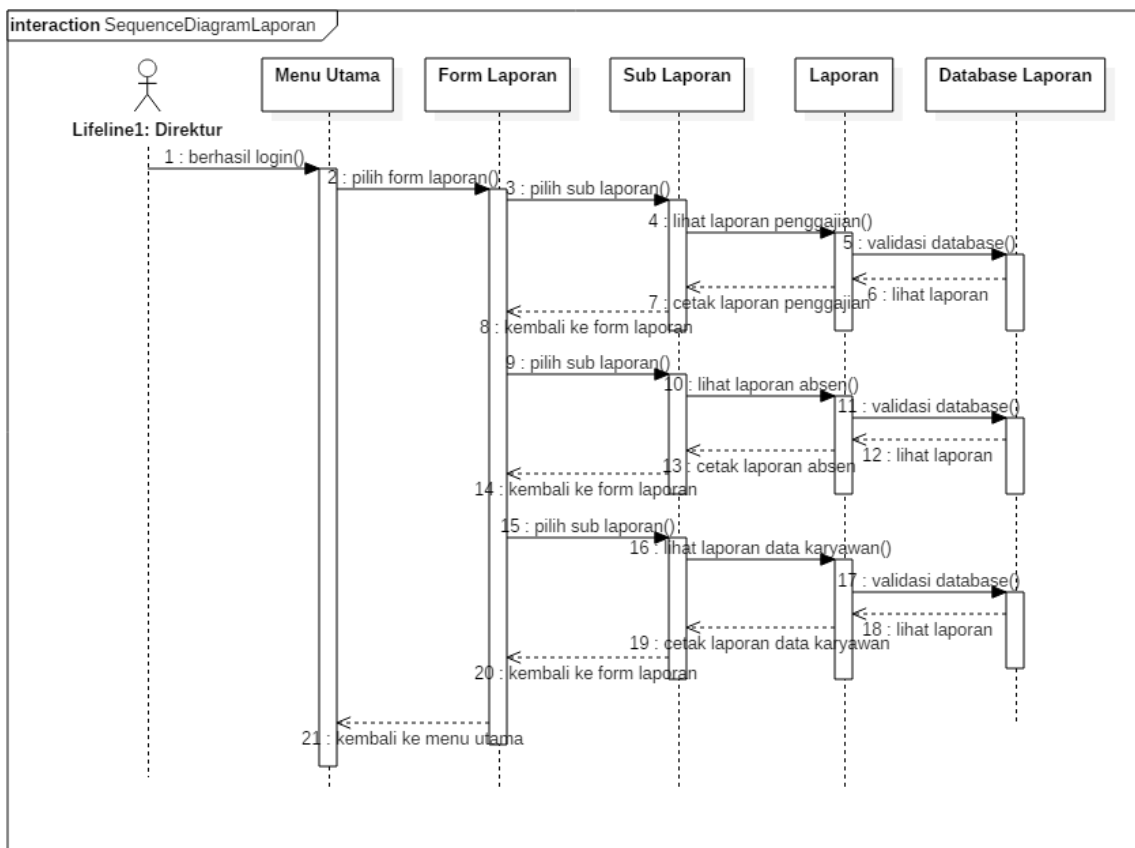 interaction SequenceDiagramLaporan
Menu Utama
Form Laporan
Sub Laporan
Laporan
Database Laporan
Lifeline1: Direktur
1 : berhasil login()
2 : pilih form laporan()
3 : pilih sub laporan()
4 : lihat laporan penggajian()
5 : validasi database()
6 : lihat laporan
7 : cetak laporan penggajian
8 : kembali ke form laporan
9 : pilih sub laporan()
10 : lihat laporan absen()
11 : validasi database()
12 : lihat laporan
13 : cetak laporan absen
14 : kembali ke form laporan
15 : pilih sub laporan()
16 : lihat laporan data karyawan()
17 : validasi database()
18 : lihat laporan
19 : cetak laporan data karyawan
20 : kembali ke form laporan
21 : kembali ke menu utama